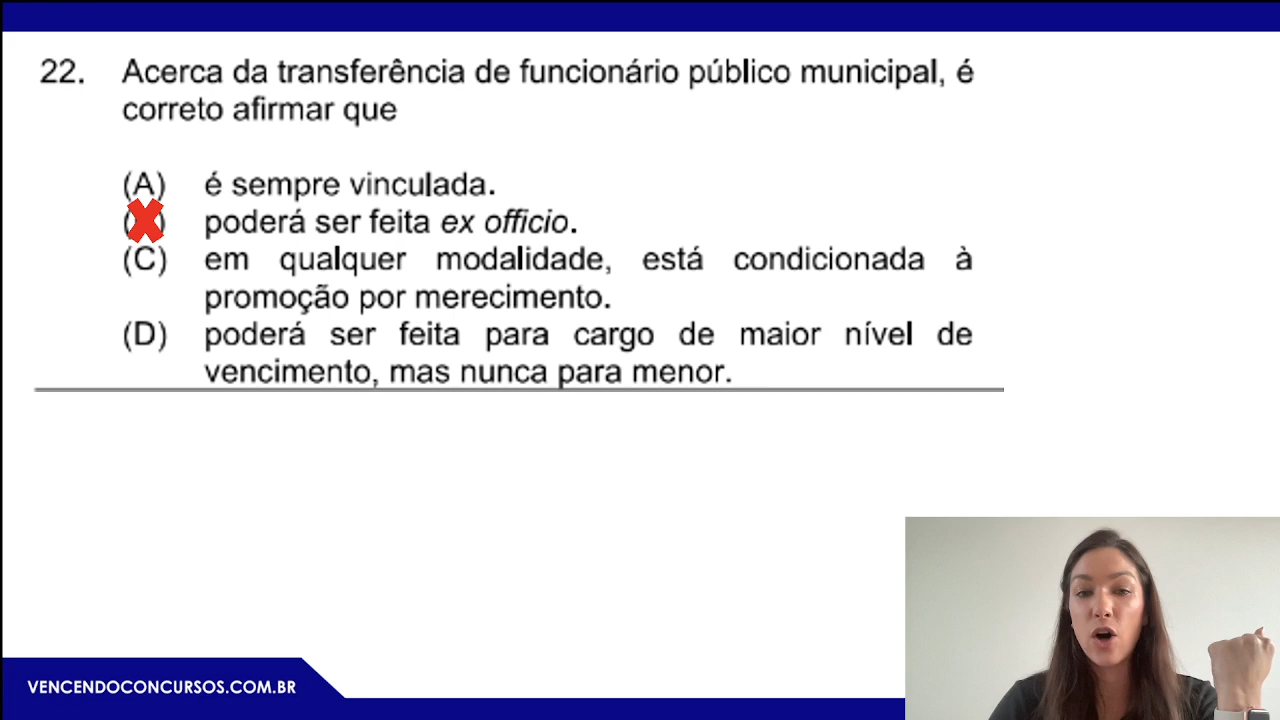 22. Acerca da transferência de funcionário público municipal, é
correto afirmar que
(A) é sempre vinculada.
poderá ser feita ex officio.
(C) em qualquer modalidade, está condicionada à
promoção por merecimento.
(D) poderá ser feita para cargo de maior nível de
vencimento, mas nunca para menor.
VENCENDOCONCURSOS.COM.BR